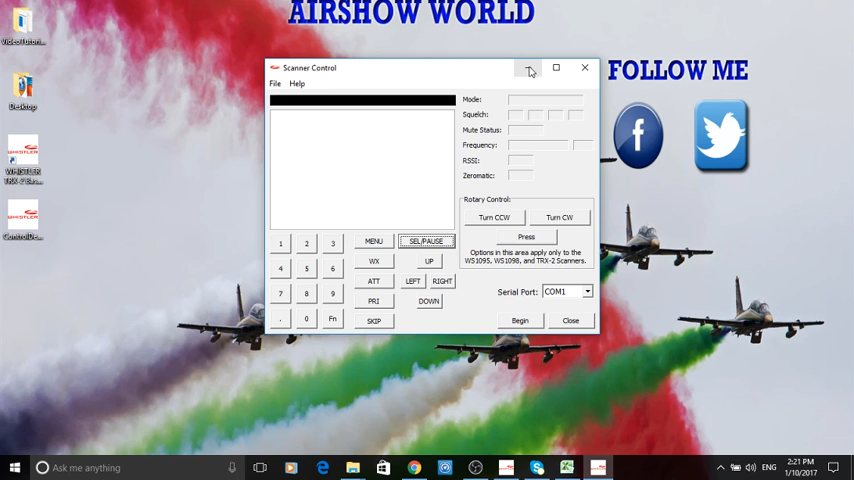 AIRSHOW WORLD
FOLLOW ME
Desktop
WHISTLER
TRX-2 Bas...
ControlDe...
Scanner Control
File Help
Mode:
Squelch:
Mute Status:
Frequency:
RSSI:
Zeromatic:
Rotary Control:
Turn CCW Turn CW
Press
Options in this area apply only to the
WS1095, WS1098, and TRX-2 Scanners.
1 2 3 MENU SEL/PAUSE
4 5 6 WX UP
ATT LEFT RIGHT
7 8 9 PRI DOWN
. 0 Fn SKIP
Serial Port: COM1
Begin Close
Ask me anything
ENG
2:21 PM
1/10/2017